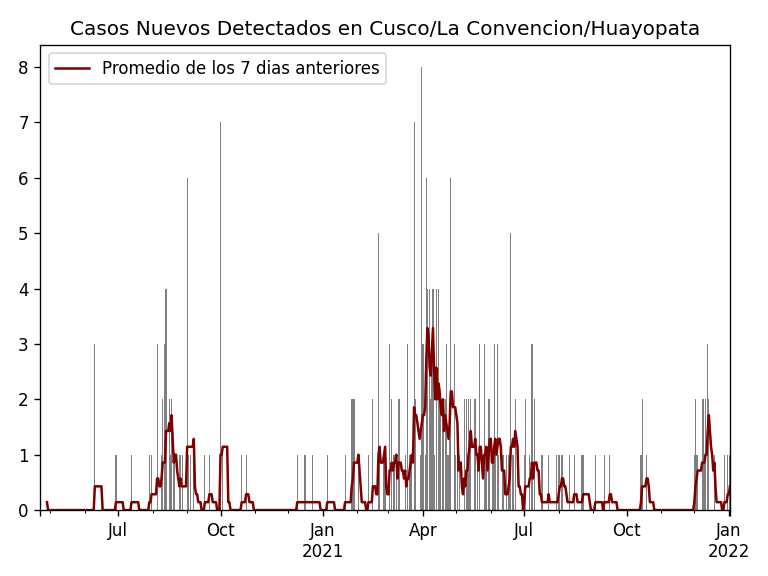 Casos Nuevos Detectados en Cusco/La Convencion/Huayopata
Promedio de los 7 dias anteriores
8
7
6
5
4
3
2
1
0
Jul
Oct
Jan
2021
Apr
Jul
Oct
Jan
2022